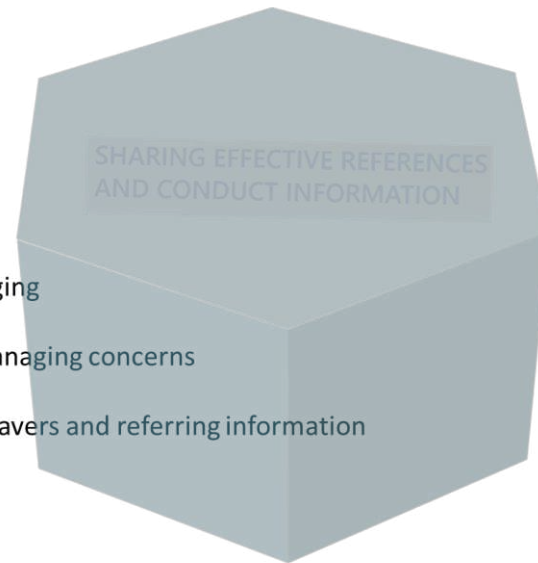 SHARING EFFECTIVE REFERENCES
AND CONDUCT INFORMATION
ging
naging concerns
avers and referring information